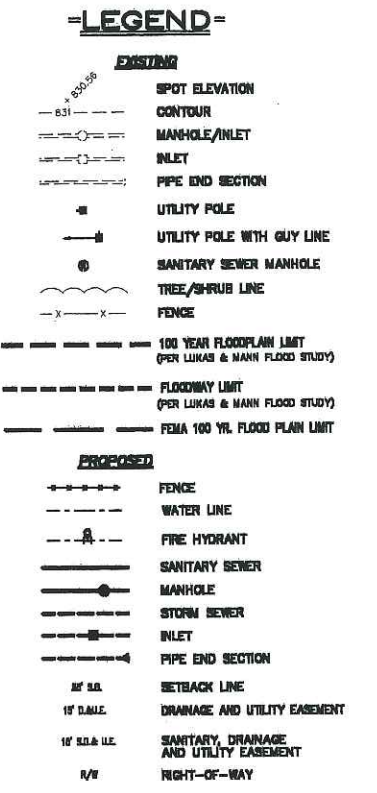 =LEGEND=
EXISTING
830.56 SPOT ELEVATION
831 CONTOUR
MANHOLE/INLET
INLET
PIPE END SECTION
UTILITY POLE
UTILITY POLE WITH GUY LINE
SANITARY SEWER MANHOLE
TREE/SHRUB LINE
X X FENCE
100 YEAR FLOODPLAIN LIMIT
(PER LUKAS & MANN FLOOD STUDY)
FLOODWAY LIMIT
(PER LUKAS & MANN FLOOD STUDY)
FEMA 100 YR. FLOOD PLAIN LIMIT
PROPOSED
FENCE
WATER LINE
FIRE HYDRANT
SANITARY SEWER
MANHOLE
STORM SEWER
INLET
PIPE END SECTION
SETBACK LINE
15' D.&U.E. DRAINAGE AND UTILITY EASEMENT
S.D.& U.E. SANITARY, DRAINAGE
AND UTILITY EASEMENT
R/W RIGHT-OF-WAY